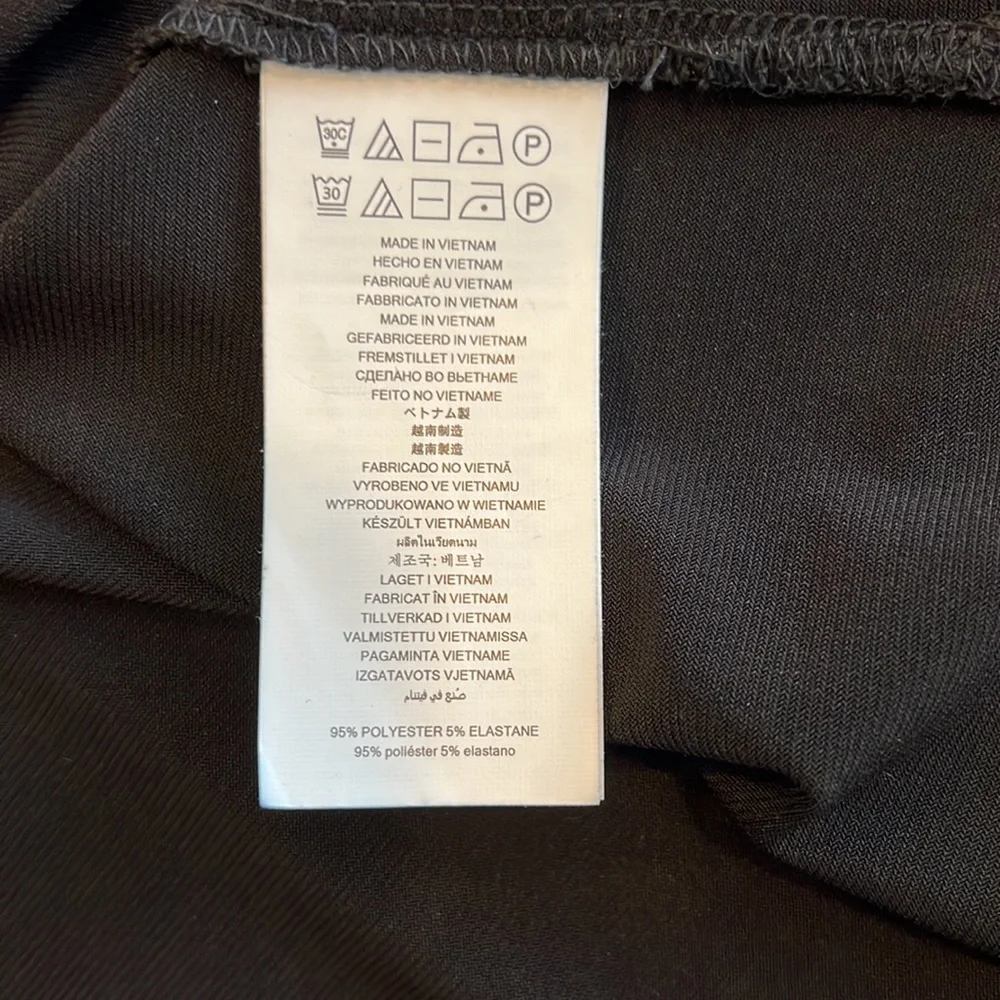 30C P
30 P
MADE IN VIETNAM
HECHO EN VIETNAM
FABRIQUÉ AU VIETNAM
FABBRICATO IN VIETNAM
MADE IN VIETNAM
GEFABRICEERD IN VIETNAM
FREMSTILLET I VIETNAM
СДЕЛАНО ВО ВЬЕТНАМЕ
FEITO NO VIETNAME
ベトナム製
越南制造
越南製造
FABRICADO NO VIETNÃ
VYROBENO VE VIETNAMU
WYPRODUKOWANO W WIETNAMIE
KÉSZÜLT VIETNÁMBAN
ผลิตในเวียดนาม
제조국: 베트남
LAGET I VIETNAM
FABRICAT ÎN VIETNAM
TILLVERKAD I VIETNAM
VALMISTETTU VIETNAMISSA
PAGAMINTA VIETNAME
IZGATAVOTS VJETNAMĀ
صُنع في فيتنام
95% POLYESTER 5% ELASTANE
95% poliéster 5% elastano